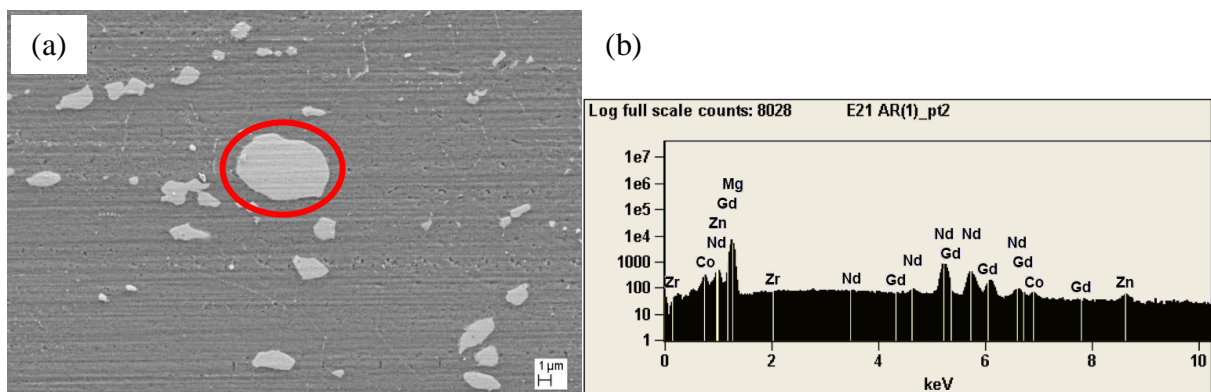 (a)
(b)
1 µm
Log full scale counts: 8028 E21 AR(1)_pt2
1e7
1e6
1e5
1e4
1000
100
10
1
Mg
Gd
Zn
Nd
Co
Zr
Zr
Nd
Gd
Nd
Nd Nd
Gd
Gd
Nd
Gd
Co
Gd
Zn
0 2 4 6 8 10
keV